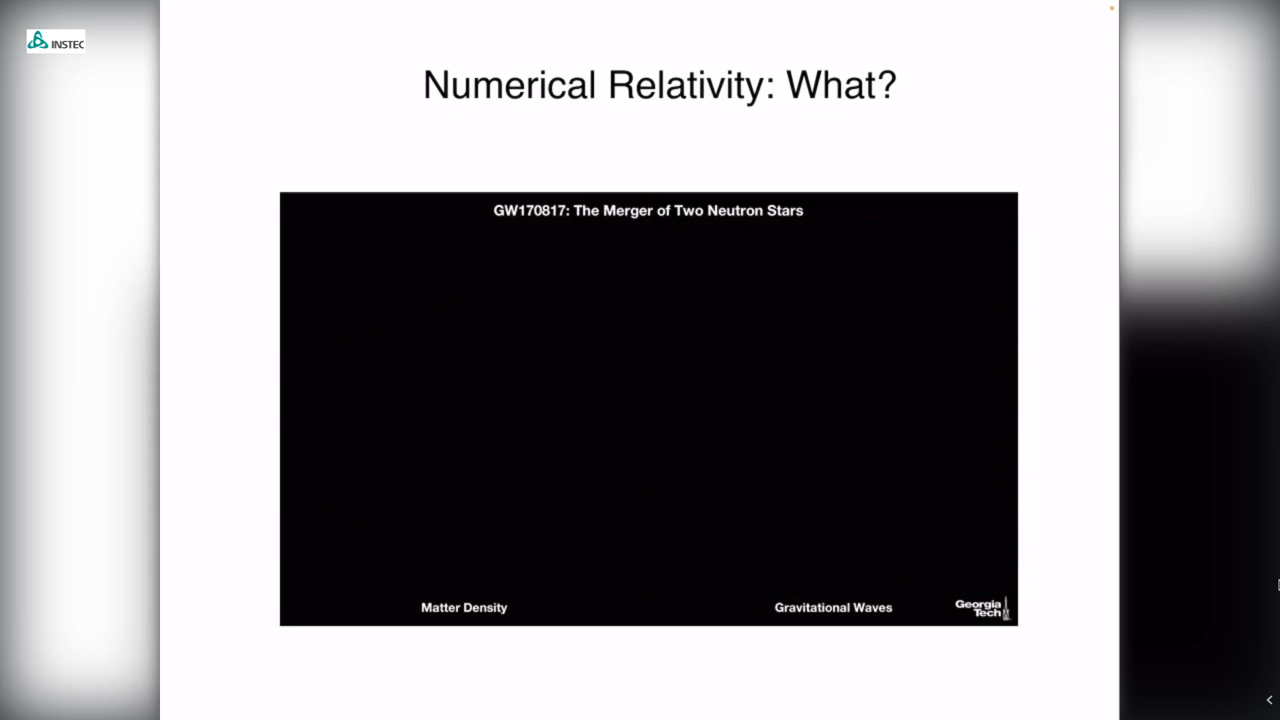 INSTEC
Numerical Relativity: What?
GW170817: The Merger of Two Neutron Stars
Matter Density
Gravitational Waves
Georgia
Tech